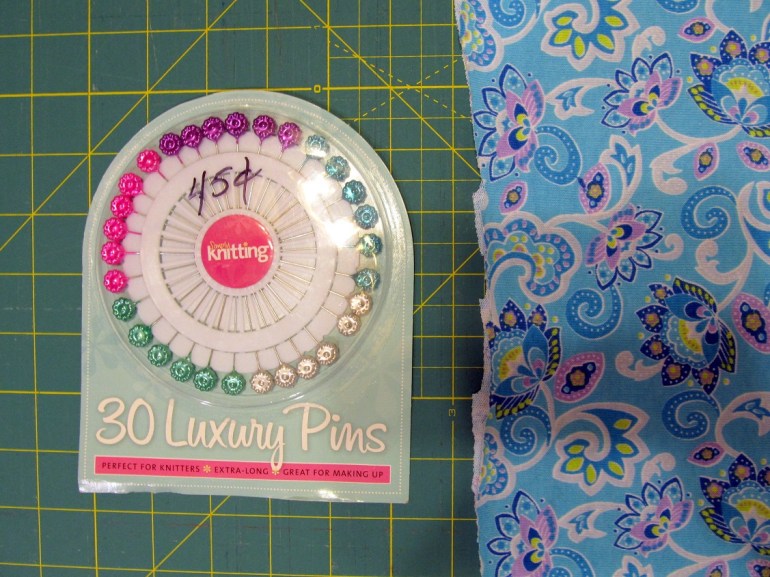 45¢
simply
knitting
30 Luxury Pins
PERFECT FOR KNITTERS ✽ EXTRA-LONG ✽ GREAT FOR MAKING UP